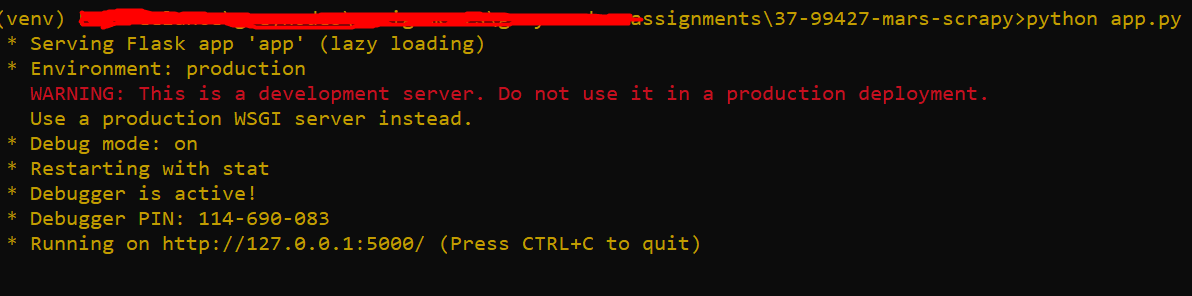 (venv) assignments\37-99427-mars-scrapy>python app.py
* Serving Flask app 'app' (lazy loading)
* Environment: production
WARNING: This is a development server. Do not use it in a production deployment.
Use a production WSGI server instead.
* Debug mode: on
* Restarting with stat
* Debugger is active!
* Debugger PIN: 114-690-083
* Running on http://127.0.0.1:5000/ (Press CTRL+C to quit)